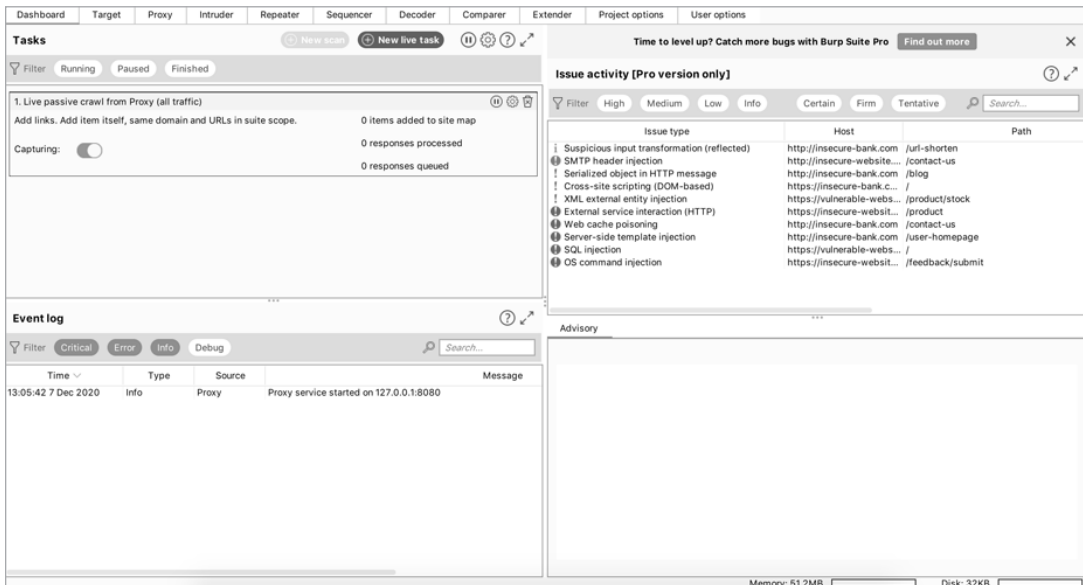 Dashboard Target Proxy Intruder Repeater Sequencer Decoder Comparer Extender Project options User options
Tasks
New scan
New live task
Filter Running Paused Finished
1. Live passive crawl from Proxy (all traffic)
Add links. Add item itself, same domain and URLs in suite scope.
0 items added to site map
Capturing:
0 responses processed
0 responses queued
Event log
Filter Critical Error Info Debug
Search...
Time Type Source Message
13:05:42 7 Dec 2020 Info Proxy Proxy service started on 127.0.0.1:8080
Time to level up? Catch more bugs with Burp Suite Pro
Find out more
Issue activity [Pro version only]
Filter High Medium Low Info Certain Firm Tentative
Search...
Issue type Host Path
Suspicious input transformation (reflected) http://insecure-bank.com /url-shorten
SMTP header injection http://insecure-website.... /contact-us
Serialized object in HTTP message http://insecure-bank.com /blog
Cross-site scripting (DOM-based) https://insecure-bank.c... /
XML external entity injection https://vulnerable-webs... /product/stock
External service interaction (HTTP) https://insecure-websit... /product
Web cache poisoning http://insecure-bank.com /contact-us
Server-side template injection http://insecure-bank.com /user-homepage
SQL injection https://vulnerable-webs... /
OS command injection https://insecure-websit... /feedback/submit
Advisory
Memory: 51.2MB
Disk: 32KB